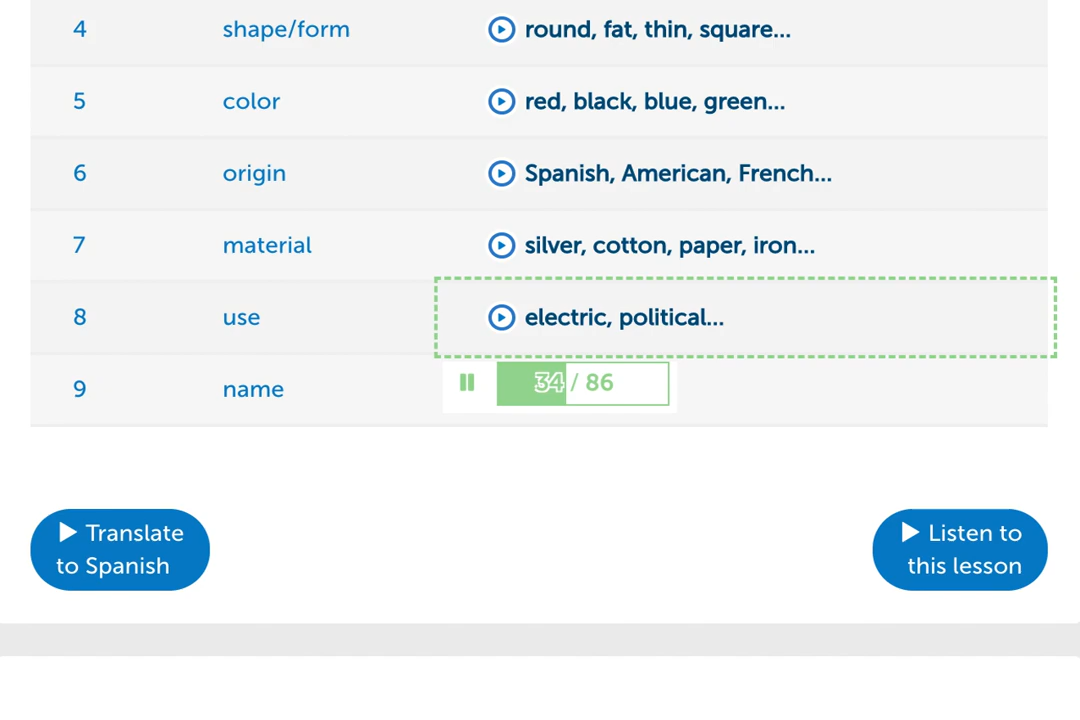 4 shape/form round, fat, thin, square...
5 color red, black, blue, green...
6 origin Spanish, American, French...
7 material silver, cotton, paper, iron...
8 use electric, political...
9 name 34 / 86
Translate
to Spanish
Listen to
this lesson